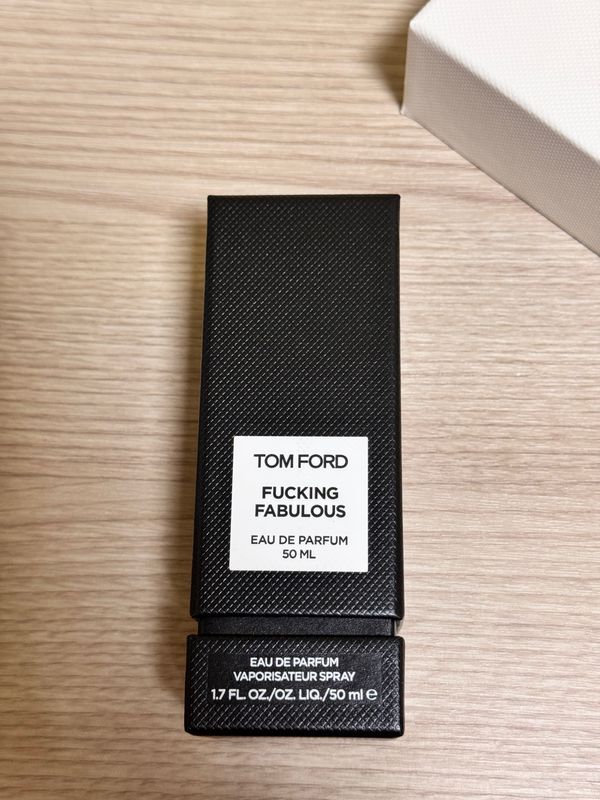 TOM FORD
FUCKING
FABULOUS
EAU DE PARFUM
50 ML
EAU DE PARFUM
VAPORISATEUR SPRAY
1.7 FL. OZ./OZ. LIQ./50 ml ℮